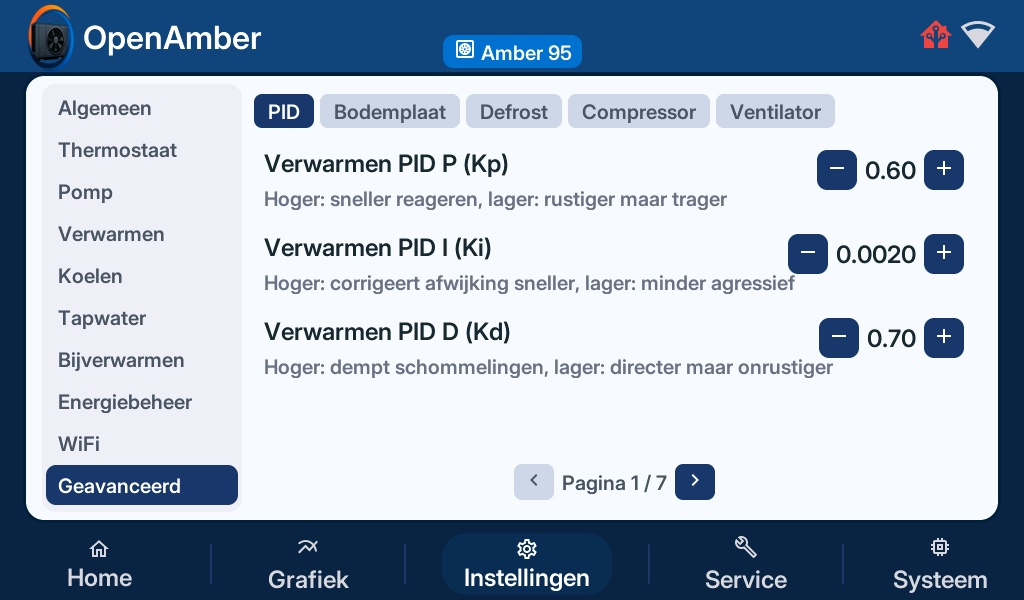 OpenAmber
Amber 95
Algemeen
Thermostaat
Pomp
Verwarmen
Koelen
Tapwater
Bijverwarmen
Energiebeheer
WiFi
Geavanceerd
PID Bodemplaat Defrost Compressor Ventilator
Verwarmen PID P (Kp)
− 0.60 +
Hoger: sneller reageren, lager: rustiger maar trager
Verwarmen PID I (Ki)
− 0.0020 +
Hoger: corrigeert afwijking sneller, lager: minder agressief
Verwarmen PID D (Kd)
− 0.70 +
Hoger: dempt schommelingen, lager: directer maar onrustiger
< Pagina 1 / 7 >
Home Grafiek Instellingen Service Systeem